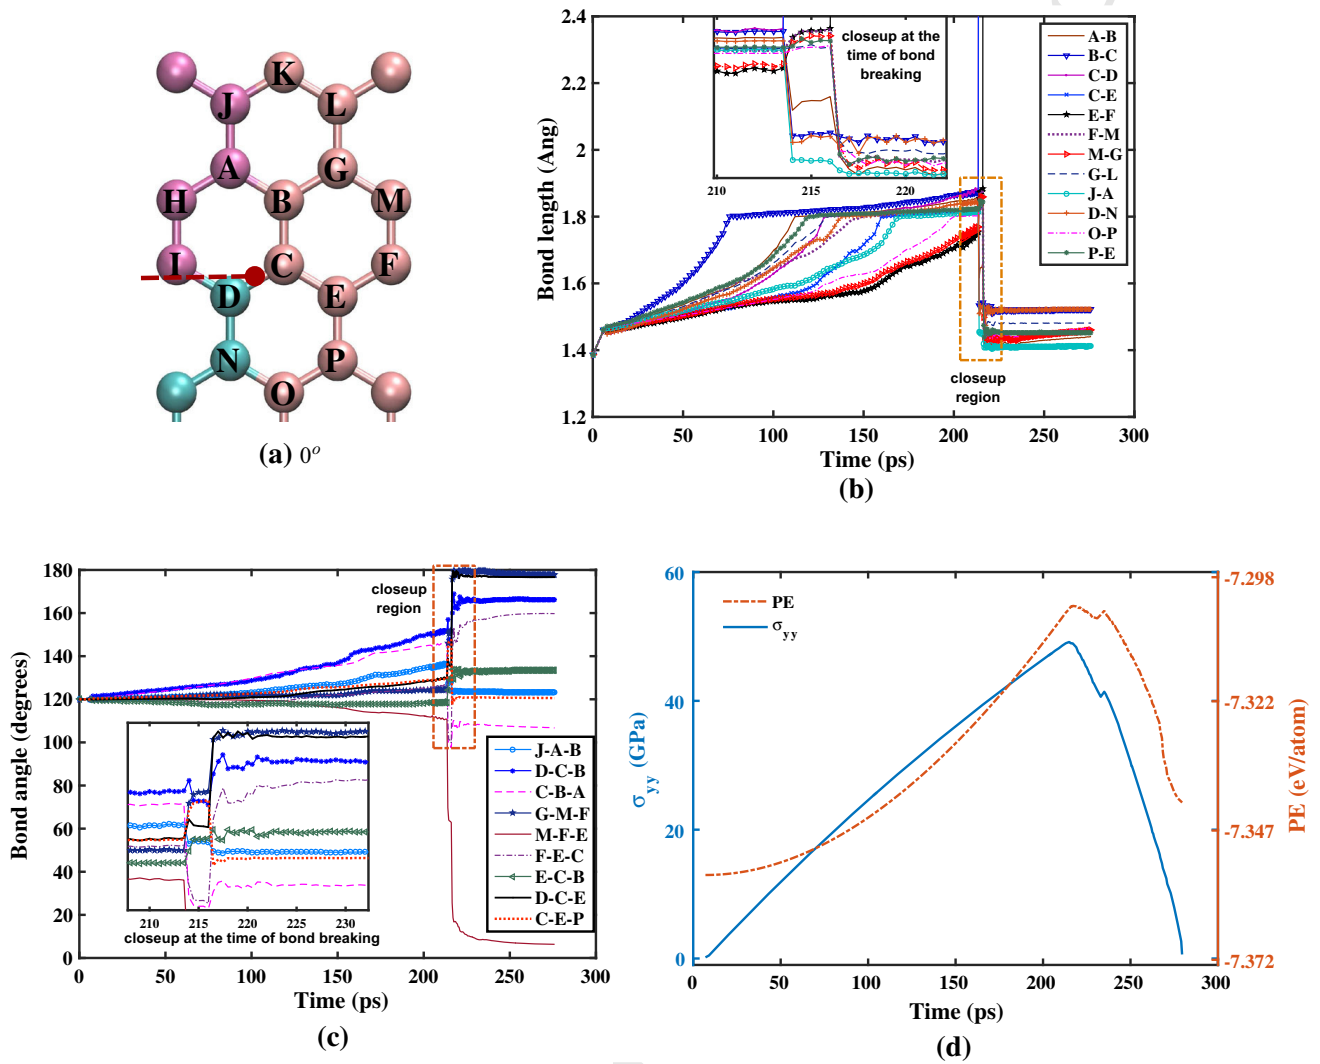 K
J
L
A
G
H
B
M
I
C
F
D
E
N
P
O
(a) 0°
2.4
2.2
2
1.8
1.6
1.4
1.2
0
50
100
150
200
250
300
Bond length (Ang)
Time (ps)
closeup at the
time of bond
breaking
210
215
220
closeup
region
A-B
B-C
C-D
C-E
E-F
F-M
M-G
G-L
J-A
D-N
O-P
P-E
(b)
180
160
140
120
100
80
60
40
20
0
0
50
100
150
200
250
300
Bond angle (degrees)
Time (ps)
closeup
region
210
215
220
225
230
closeup at the time of bond breaking
J-A-B
D-C-B
C-B-A
G-M-F
M-F-E
F-E-C
E-C-B
D-C-E
C-E-P
(c)
60
40
20
0
σyy (GPa)
PE
σyy
-7.298
-7.322
-7.347
-7.372
PE (eV/atom)
0
50
100
150
200
250
300
Time (ps)
(d)